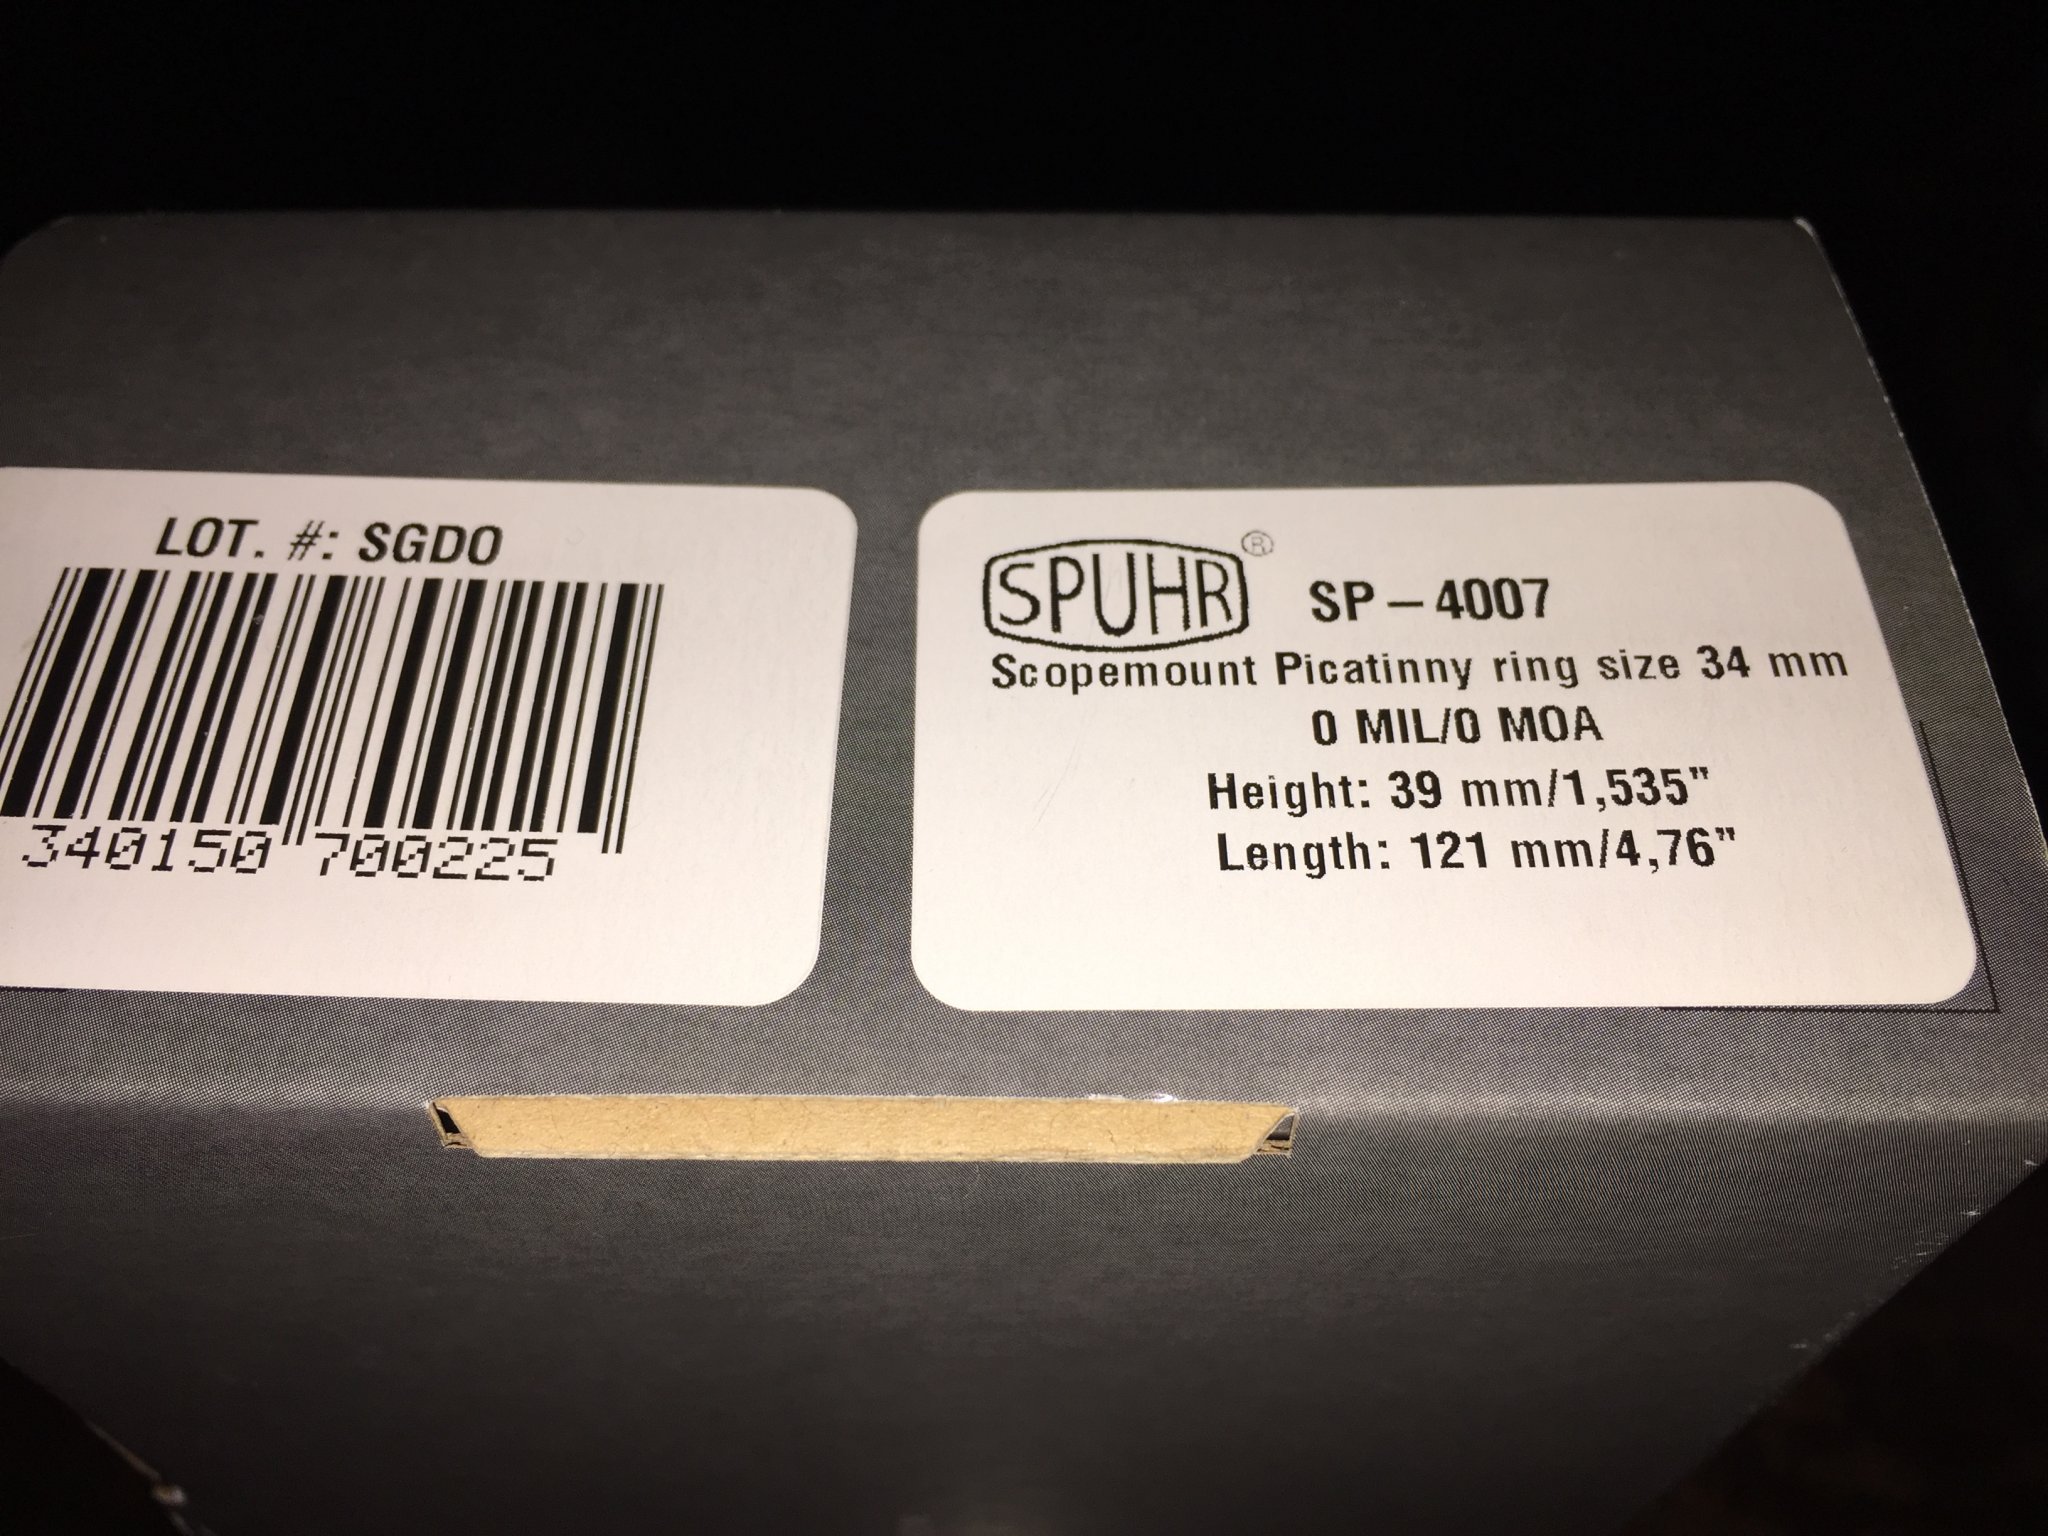 LOT. #: SGDO
340150 700225
SPUHR® SP-4007
Scopemount Picatinny ring size 34 mm
0 MIL/0 MOA
Height: 39 mm/1,535"
Length: 121 mm/4,76"